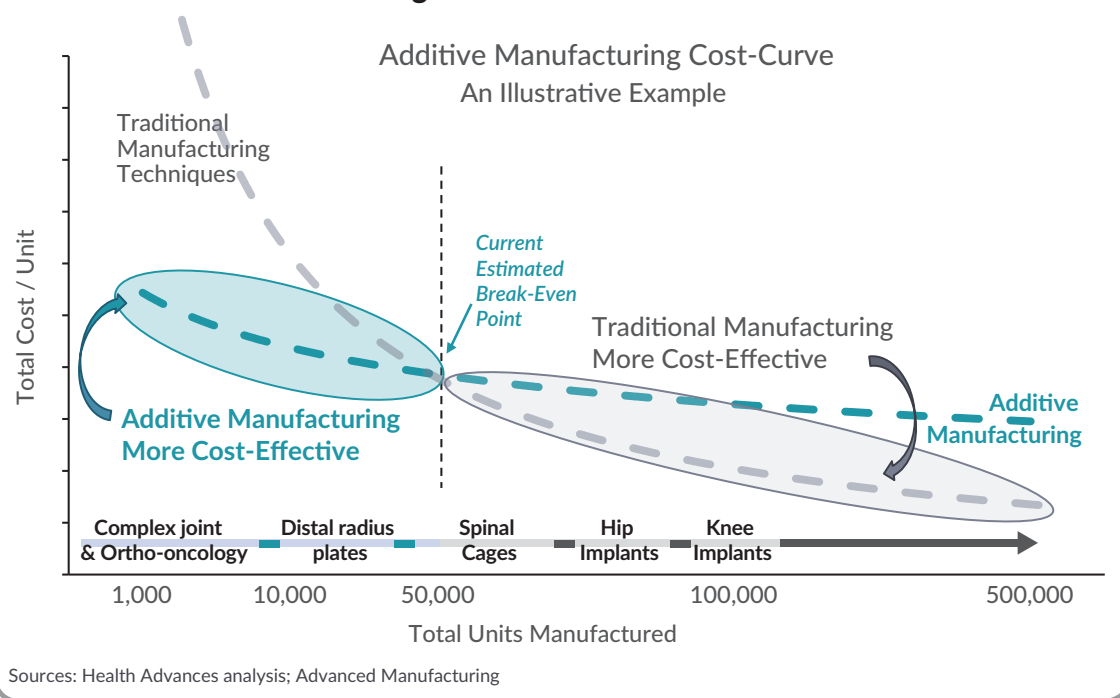 Additive Manufacturing Cost-Curve
An Illustrative Example
Traditional
Manufacturing
Techniques
Current
Estimated
Break-Even
Point
Traditional Manufacturing
More Cost-Effective
Additive
Manufacturing
Additive Manufacturing
More Cost-Effective
Total Cost / Unit
Complex joint
& Ortho-oncology
Distal radius
plates
Spinal
Cages
Hip
Implants
Knee
Implants
1,000
10,000
50,000
100,000
500,000
Total Units Manufactured
Sources: Health Advances analysis; Advanced Manufacturing